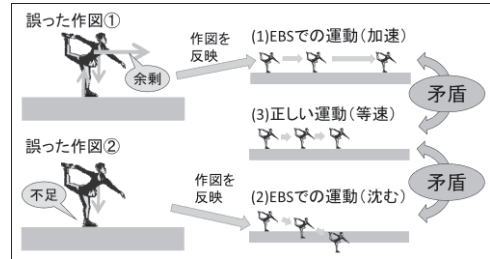 誤った作図①
余剰
作図を
反映
(1)EBSでの運動(加速)
矛盾
(3)正しい運動(等速)
誤った作図②
不足
作図を
反映
矛盾
(2)EBSでの運動(沈む)